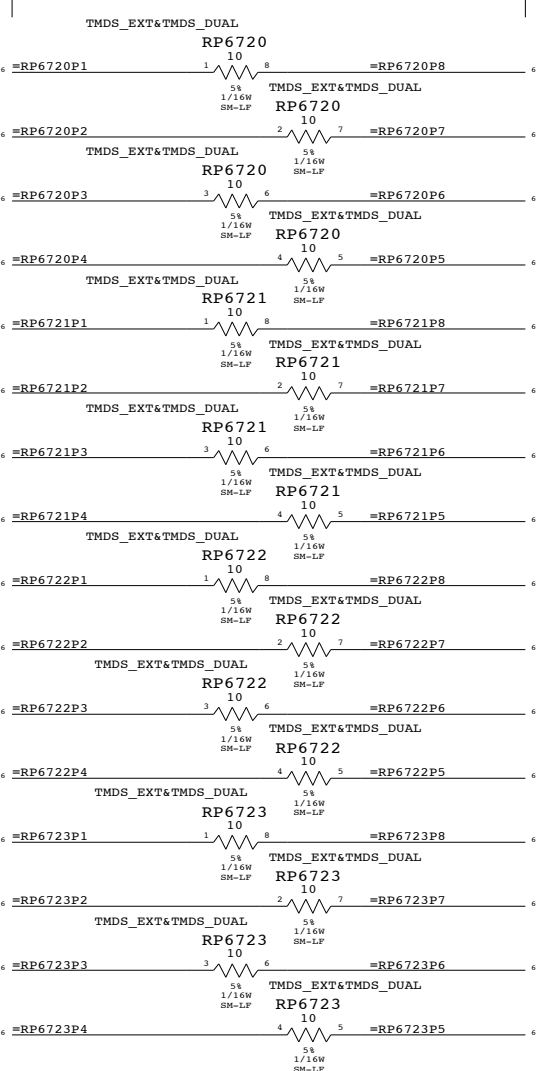 TMDS_EXT&TMDS_DUAL
RP6720
10
6 =RP6720P1 1 8 =RP6720P8 6
5%
1/16W
SM-LF
TMDS_EXT&TMDS_DUAL
RP6720
10
6 =RP6720P2 2 7 =RP6720P7 6
5%
1/16W
SM-LF
TMDS_EXT&TMDS_DUAL
RP6720
10
6 =RP6720P3 3 6 =RP6720P6 6
5%
1/16W
SM-LF
TMDS_EXT&TMDS_DUAL
RP6720
10
6 =RP6720P4 4 5 =RP6720P5 6
5%
1/16W
SM-LF
TMDS_EXT&TMDS_DUAL
RP6721
10
6 =RP6721P1 1 8 =RP6721P8 6
5%
1/16W
SM-LF
TMDS_EXT&TMDS_DUAL
RP6721
10
6 =RP6721P2 2 7 =RP6721P7 6
5%
1/16W
SM-LF
TMDS_EXT&TMDS_DUAL
RP6721
10
6 =RP6721P3 3 6 =RP6721P6 6
5%
1/16W
SM-LF
TMDS_EXT&TMDS_DUAL
RP6721
10
6 =RP6721P4 4 5 =RP6721P5 6
5%
1/16W
SM-LF
TMDS_EXT&TMDS_DUAL
RP6722
10
6 =RP6722P1 1 8 =RP6722P8 6
5%
1/16W
SM-LF
TMDS_EXT&TMDS_DUAL
RP6722
10
6 =RP6722P2 2 7 =RP6722P7 6
5%
1/16W
SM-LF
TMDS_EXT&TMDS_DUAL
RP6722
10
6 =RP6722P3 3 6 =RP6722P6 6
5%
1/16W
SM-LF
TMDS_EXT&TMDS_DUAL
RP6722
10
6 =RP6722P4 4 5 =RP6722P5 6
5%
1/16W
SM-LF
TMDS_EXT&TMDS_DUAL
RP6723
10
6 =RP6723P1 1 8 =RP6723P8 6
5%
1/16W
SM-LF
TMDS_EXT&TMDS_DUAL
RP6723
10
6 =RP6723P2 2 7 =RP6723P7 6
5%
1/16W
SM-LF
TMDS_EXT&TMDS_DUAL
RP6723
10
6 =RP6723P3 3 6 =RP6723P6 6
5%
1/16W
SM-LF
TMDS_EXT&TMDS_DUAL
RP6723
10
6 =RP6723P4 4 5 =RP6723P5 6
5%
1/16W
SM-LF